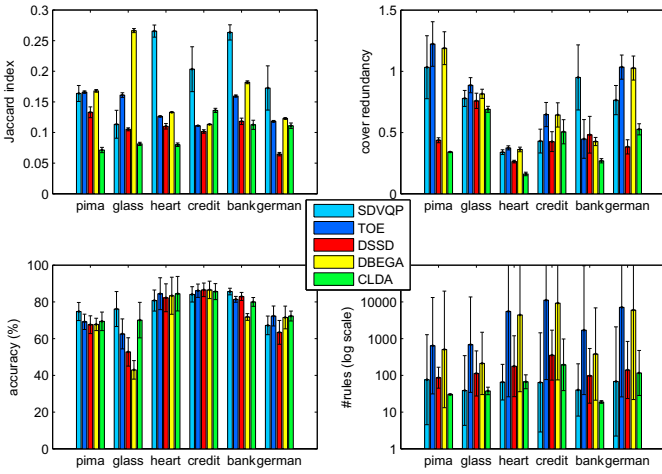 0.3
0.25
0.2
0.15
0.1
0.05
0
Jaccard index
pima glass heart credit bank german
1.5
1
0.5
0
cover redundancy
pima glass heart credit bank german
SDVQP
TOE
DSSD
DBEGA
CLDA
100
80
60
40
20
0
accuracy (%)
pima glass heart credit bank german
10000
1000
100
10
1
#rules (log scale)
pima glass heart credit bank german